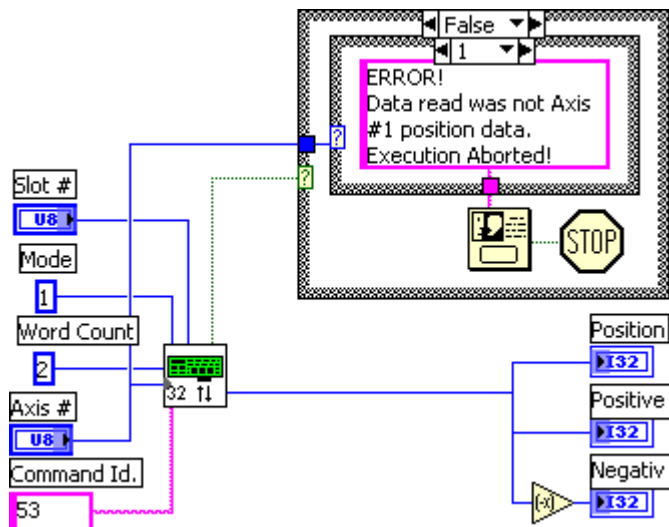 False
1
ERROR!
Data read was not Axis
#1 position data.
Execution Aborted!
?
?
Slot #
U8
STOP
Mode
1
Word Count
2
32
Axis #
U8
Command Id.
53
Position
I32
Positive
I32
Negativ
(-x)
I32